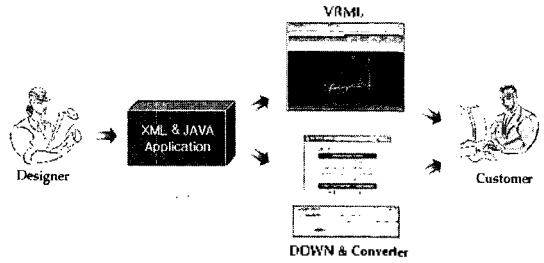 VRML
XML & JAVA
Application
Designer
Customer
DOWN & Converter